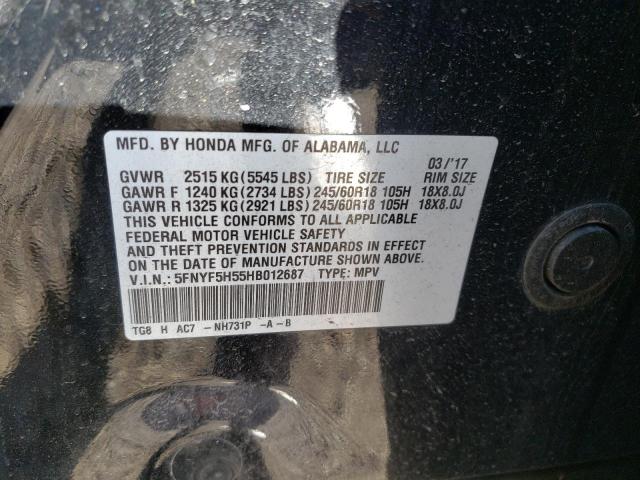 MFD. BY HONDA MFG. OF ALABAMA, LLC
03/'17
GVWR 2515 KG (5545 LBS) TIRE SIZE RIM SIZE
GAWR F 1240 KG (2734 LBS) 245/60R18 105H 18X8.0J
GAWR R 1325 KG (2921 LBS) 245/60R18 105H 18X8.0J
THIS VEHICLE CONFORMS TO ALL APPLICABLE
FEDERAL MOTOR VEHICLE SAFETY
AND THEFT PREVENTION STANDARDS IN EFFECT
ON THE DATE OF MANUFACTURE SHOWN ABOVE.
V.I.N.: 5FNYF5H55HB012687 TYPE: MPV
TG8 H AC7 -NH731P -A-B